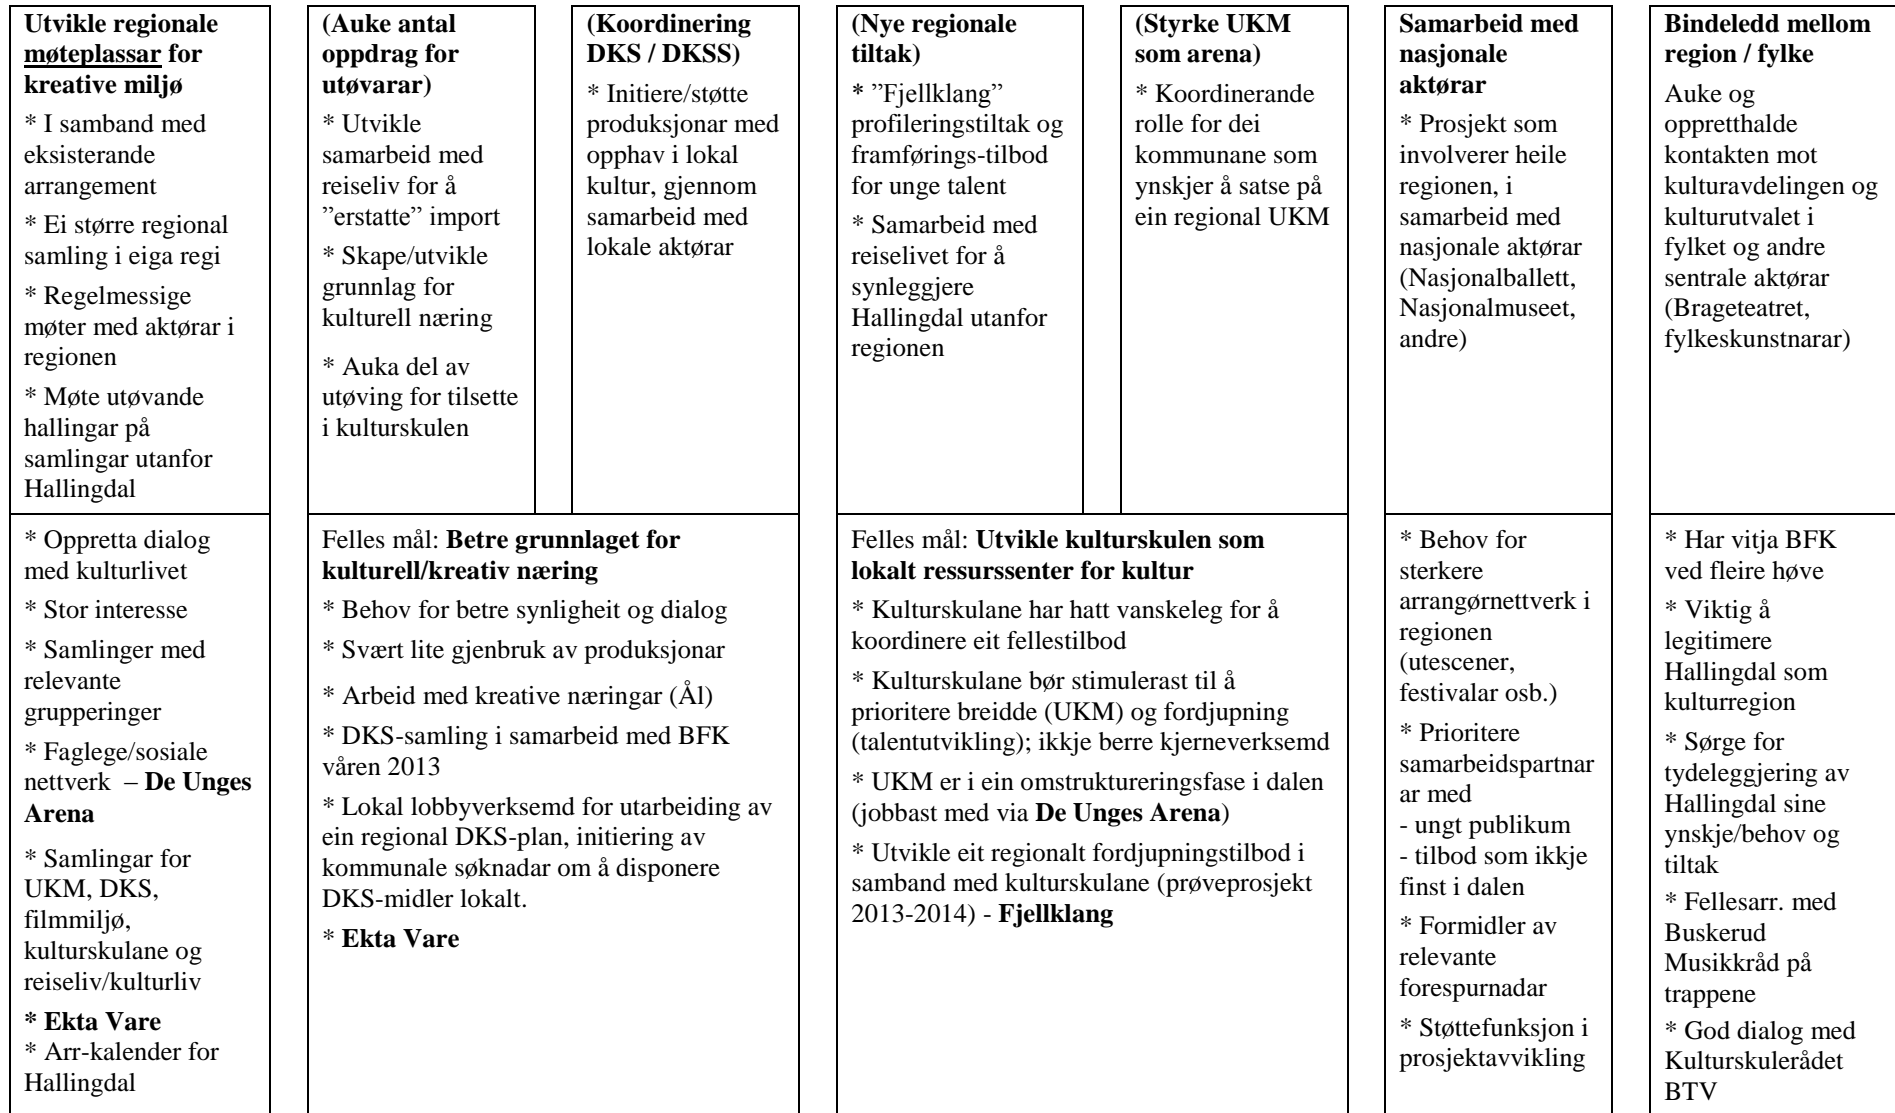 Utvikle regionale
møteplassar for
kreative miljø
* I samband med
eksisterande
arrangement
* Ei større regional
samling i eiga regi
* Regelmessige
møter med aktørar i
regionen
* Møte utøvande
hallingar på
samlingar utanfor
Hallingdal
(Auke antal
oppdrag for
utøvarar)
* Utvikle
samarbeid med
reiseliv for å
”erstatte” import
* Skape/utvikle
grunnlag for
kulturell næring
* Auka del av
utøving for tilsette
i kulturskulen
(Koordinering
DKS / DKSS)
* Initiere/støtte
produksjonar med
opphav i lokal
kultur, gjennom
samarbeid med
lokale aktørar
(Nye regionale
tiltak)
* ”Fjellklang”
profileringstiltak og
framførings-tilbod
for unge talent
* Samarbeid med
reiselivet for å
synleggjere
Hallingdal utanfor
regionen
(Styrke UKM
som arena)
* Koordinerande
rolle for dei
kommunane som
ynskjer å satse på
ein regional UKM
Samarbeid med
nasjonale
aktørar
* Prosjekt som
involverer heile
regionen, i
samarbeid med
nasjonale aktørar
(Nasjonalballett,
Nasjonalmuseet,
andre)
Bindeledd mellom
region / fylke
Auke og
oppretthalde
kontakten mot
kulturavdelingen og
kulturutvalet i
fylket og andre
sentrale aktørar
(Brageteatret,
fylkeskunstnarar)
* Oppretta dialog
med kulturlivet
* Stor interesse
* Samlinger med
relevante
grupperinger
* Faglege/sosiale
nettverk – De Unges
Arena
* Samlingar for
UKM, DKS,
filmmiljø,
kulturskulane og
reiseliv/kulturliv
* Ekta Vare
* Arr-kalender for
Hallingdal
Felles mål: Betre grunnlaget for
kulturell/kreativ næring
* Behov for betre synligheit og dialog
* Svært lite gjenbruk av produksjonar
* Arbeid med kreative næringar (Ål)
* DKS-samling i samarbeid med BFK
våren 2013
* Lokal lobbyverksemd for utarbeiding av
ein regional DKS-plan, initiering av
kommunale søknadar om å disponere
DKS-midler lokalt.
* Ekta Vare
Felles mål: Utvikle kulturskulen som
lokalt ressurssenter for kultur
* Kulturskulane har hatt vanskeleg for å
koordinere eit fellestilbod
* Kulturskulane bør stimulerast til å
prioritere breidde (UKM) og fordjupning
(talentutvikling); ikkje berre kjerneverksemd
* UKM er i ein omstruktureringsfase i dalen
(jobbast med via De Unges Arena)
* Utvikle eit regionalt fordjupningstilbod i
samband med kulturskulane (prøveprosjekt
2013-2014) - Fjellklang
* Behov for
sterkere
arrangørnettverk i
regionen
(utescener,
festivalar osb.)
* Prioritere
samarbeidspartnar
ar med
- ungt publikum
- tilbod som ikkje
finst i dalen
* Formidler av
relevante
forespurnadar
* Støttefunksjon i
prosjektavvikling
* Har vitja BFK
ved fleire høve
* Viktig å
legitimere
Hallingdal som
kulturregion
* Sørge for
tydeleggjering av
Hallingdal sine
ynskje/behov og
tiltak
* Fellesarr. med
Buskerud
Musikkråd på
trappene
* God dialog med
Kulturskulerådet
BTV